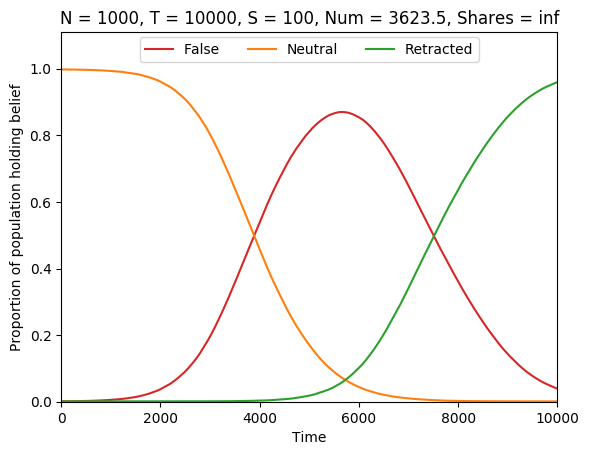 N = 1000, T = 10000, S = 100, Num = 3623.5, Shares = inf
False Neutral Retracted
1.0
0.8
0.6
0.4
0.2
0.0
Proportion of population holding belief
0 2000 4000 6000 8000 10000
Time